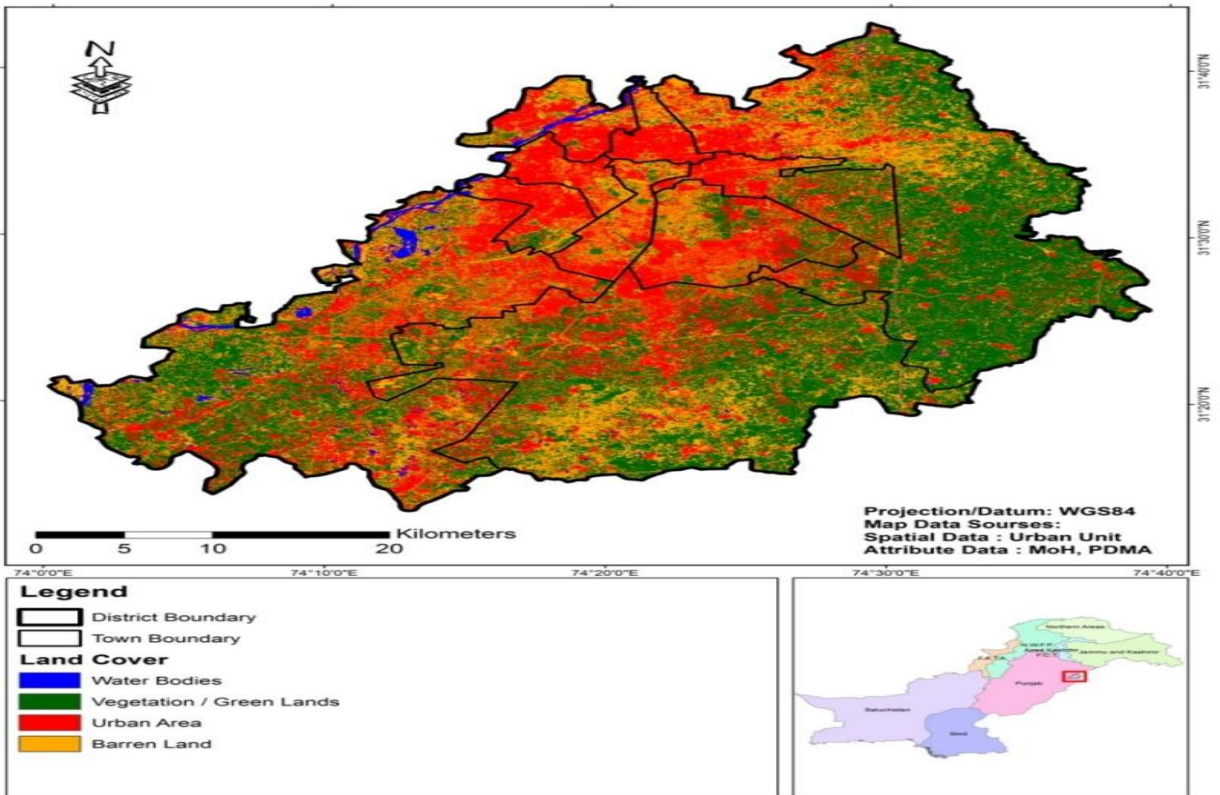 N
31°40'0"N
31°30'0"N
31°20'0"N
Projection/Datum: WGS84
Map Data Sourses:
Spatial Data : Urban Unit
Attribute Data : MoH, PDMA
Kilometers
0 5 10 20
74°0'0"E 74°10'0"E 74°20'0"E 74°30'0"E 74°40'0"E
Legend
District Boundary
Town Boundary
Land Cover
Water Bodies
Vegetation / Green Lands
Urban Area
Barren Land
Northern Areas
N.W.F.P.
Azad Kashmir
F.C.T.
Jammu and Kashmir
F.A.T.A.
Punjab
Baluchistan
Sind